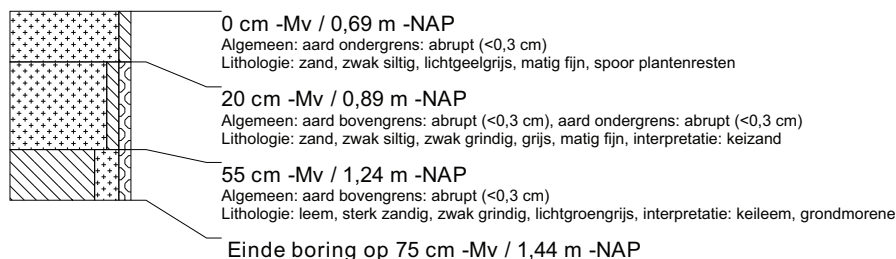 0 cm -Mv / 0,69 m -NAP
Algemeen: aard ondergrens: abrupt (<0,3 cm)
Lithologie: zand, zwak siltig, lichtgeelgrijs, matig fijn, spoor plantenresten
20 cm -Mv / 0,89 m -NAP
Algemeen: aard bovengrens: abrupt (<0,3 cm), aard ondergrens: abrupt (<0,3 cm)
Lithologie: zand, zwak siltig, zwak grindig, grijs, matig fijn, interpretatie: keizand
55 cm -Mv / 1,24 m -NAP
Algemeen: aard bovengrens: abrupt (<0,3 cm)
Lithologie: leem, sterk zandig, zwak grindig, lichtgroengrijs, interpretatie: keileem, grondmorene
Einde boring op 75 cm -Mv / 1,44 m -NAP